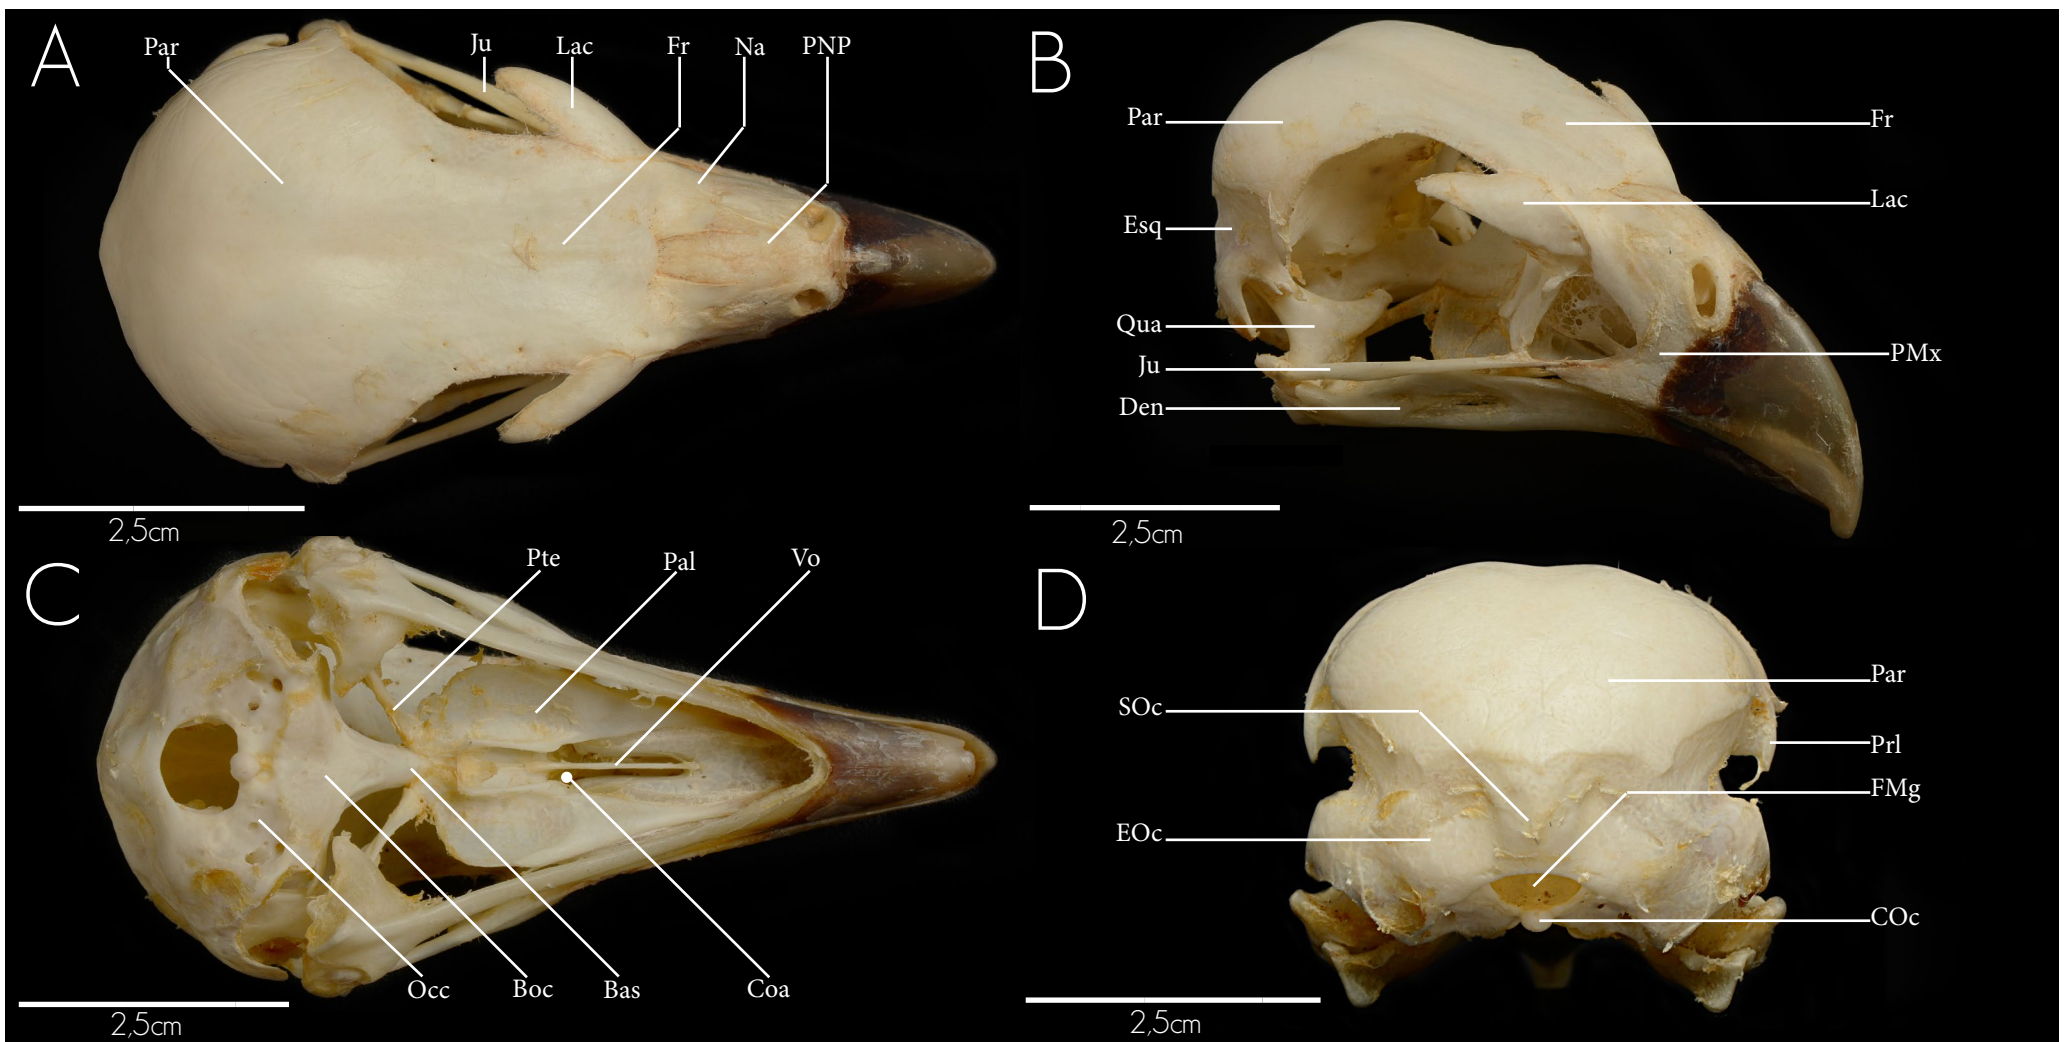 A
Par
Ju
Lac
Fr
Na
PNP
2,5cm
B
Par
Esq
Qua
Ju
Den
Fr
Lac
PMx
2,5cm
C
Pte
Pal
Vo
Occ
Boc
Bas
Coa
2,5cm
D
SOc
EOc
Par
Prl
FMg
COc
2,5cm